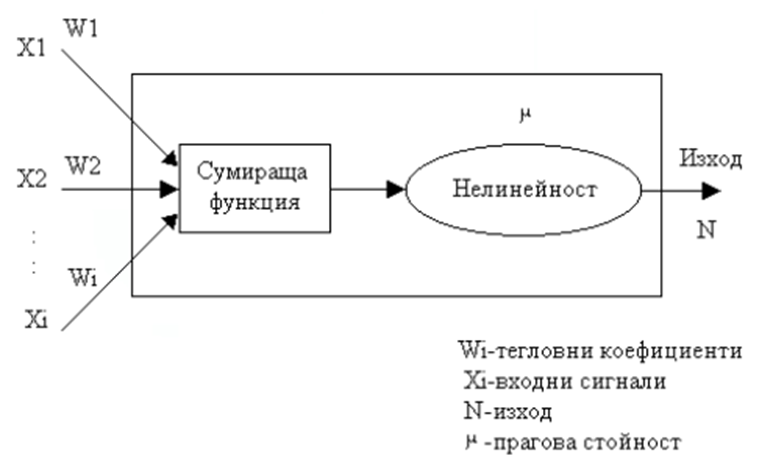 W1
X1
μ
W2
X2
Сумираща
функция
Нелинейност
Изход
N
:
:
Wi
Xi
Wi-тегловни коефициенти
Xi-входни сигнали
N-изход
μ-прагова стойност